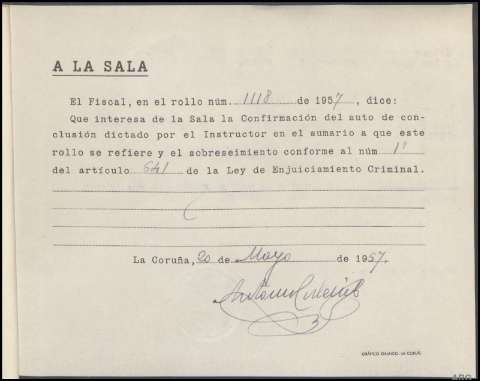 A LA SALA
El Fiscal, en el rollo núm. 1118 de 1957, dice:
Que interesa de la Sala la Confirmación del auto de con-
clusión dictado por el Instructor en el sumario a que este
rollo se refiere y el sobreseimiento conforme al núm 1º
del artículo 641 de la Ley de Enjuiciamiento Criminal.
La Coruña, 20 de Mayo de 1957.